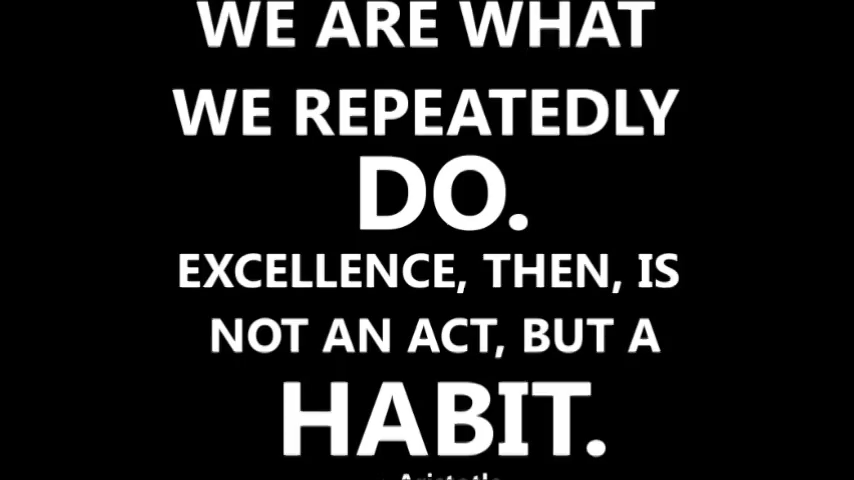 WE ARE WHAT
WE REPEATEDLY
DO.
EXCELLENCE, THEN, IS
NOT AN ACT, BUT A
HABIT.